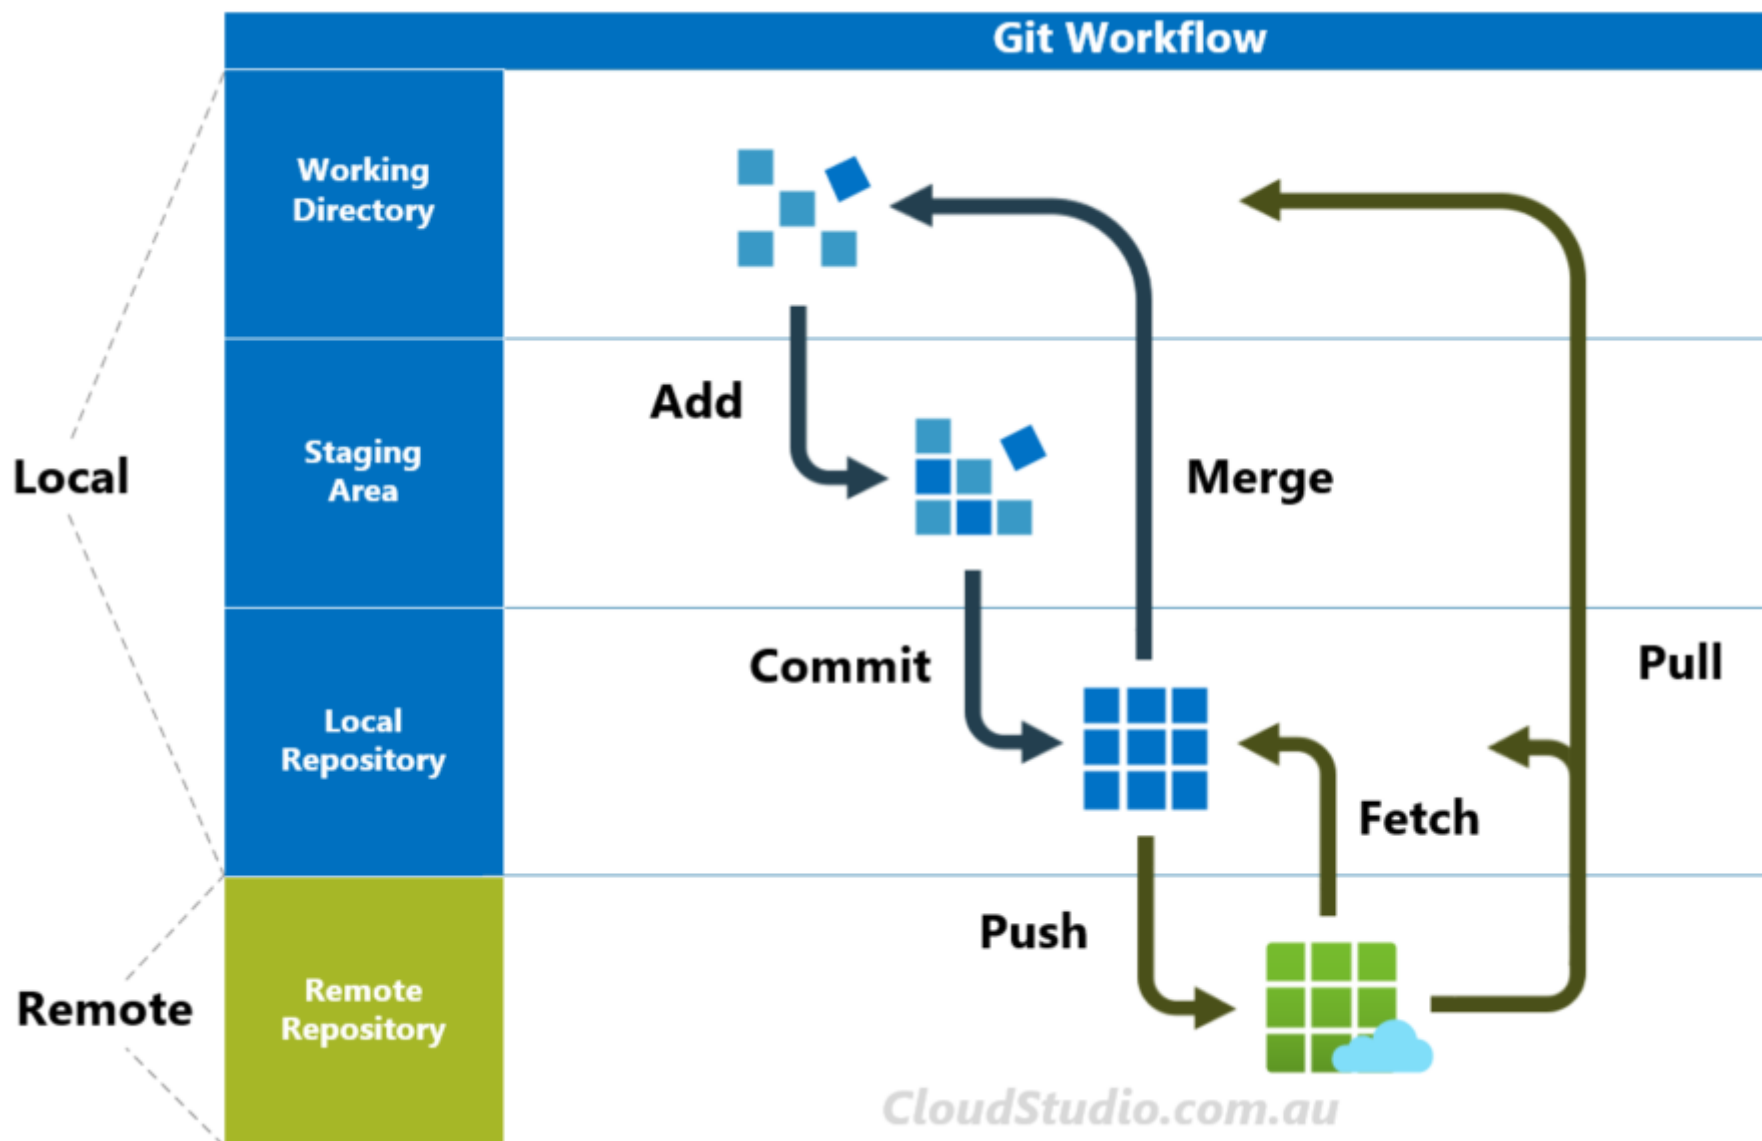 Git Workflow
Working
Directory
Add
Staging
Area
Merge
Local
Commit
Pull
Local
Repository
Fetch
Push
Remote
Remote
Repository
CloudStudio.com.au